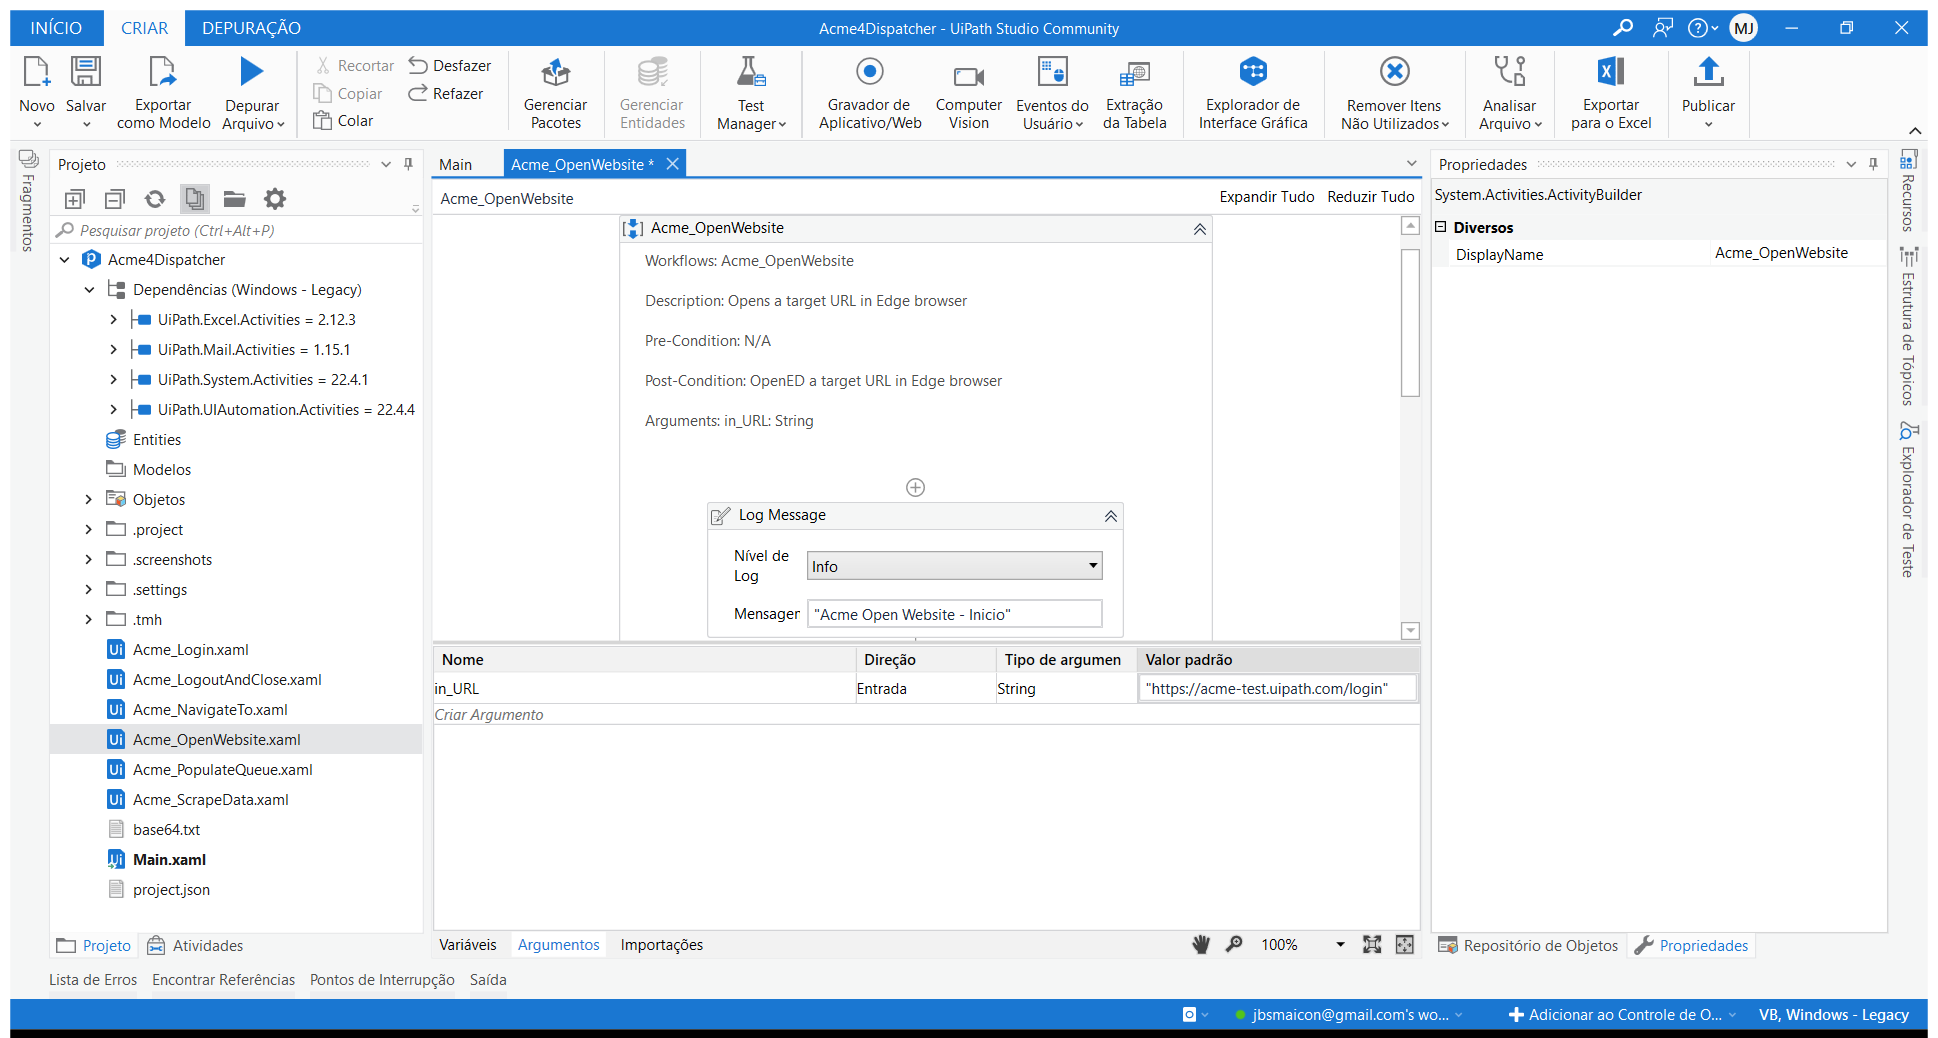 INÍCIO CRIAR DEPURAÇÃO Acme4Dispatcher - UiPath Studio Community MJ
Novo Salvar Exportar como Modelo Depurar Arquivo
Recortar Desfazer
Copiar Refazer
Colar
Gerenciar Pacotes
Gerenciar Entidades
Test Manager
Gravador de Aplicativo/Web
Computer Vision
Eventos do Usuário
Extração da Tabela
Explorador de Interface Gráfica
Remover Itens Não Utilizados
Analisar Arquivo
Exportar para o Excel
Publicar
Fragmentos
Projeto
Pesquisar projeto (Ctrl+Alt+P)
Acme4Dispatcher
Dependências (Windows - Legacy)
UiPath.Excel.Activities = 2.12.3
UiPath.Mail.Activities = 1.15.1
UiPath.System.Activities = 22.4.1
UiPath.UIAutomation.Activities = 22.4.4
Entities
Modelos
Objetos
.project
.screenshots
.settings
.tmh
Acme_Login.xaml
Acme_LogoutAndClose.xaml
Acme_NavigateTo.xaml
Acme_OpenWebsite.xaml
Acme_PopulateQueue.xaml
Acme_ScrapeData.xaml
base64.txt
Main.xaml
project.json
Projeto Atividades
Main Acme_OpenWebsite *
Acme_OpenWebsite Expandir Tudo Reduzir Tudo
Acme_OpenWebsite
Workflows: Acme_OpenWebsite
Description: Opens a target URL in Edge browser
Pre-Condition: N/A
Post-Condition: OpenED a target URL in Edge browser
Arguments: in_URL: String
Log Message
Nível de Log Info
Mensager "Acme Open Website - Inicio"
Nome Direção Tipo de argumen Valor padrão
in_URL Entrada String "https://acme-test.uipath.com/login"
Criar Argumento
Variáveis Argumentos Importações 100%
Propriedades
System.Activities.ActivityBuilder
Diversos
DisplayName Acme_OpenWebsite
Repositório de Objetos Propriedades
Recursos
Estrutura de Tópicos
Explorador de Teste
Lista de Erros Encontrar Referências Pontos de Interrupção Saída
jbsmaicon@gmail.com's wo... Adicionar ao Controle de O... VB, Windows - Legacy